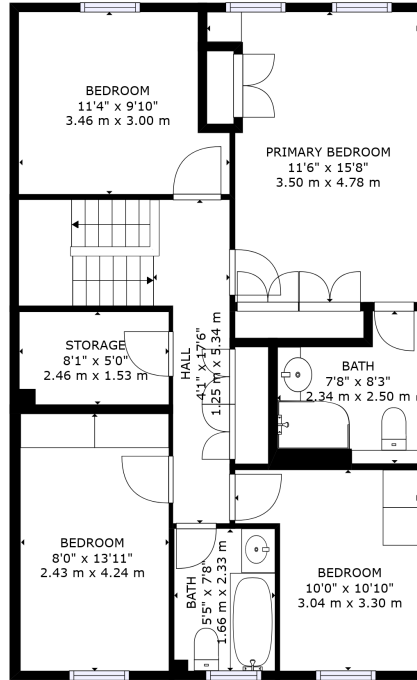 BEDROOM
11'4" x 9'10"
3.46 m x 3.00 m
PRIMARY BEDROOM
11'6" x 15'8"
3.50 m x 4.78 m
HALL
4'1" x 17'6"
1.25 m x 5.34 m
STORAGE
8'1" x 5'0"
2.46 m x 1.53 m
BATH
7'8" x 8'3"
2.34 m x 2.50 m
BEDROOM
8'0" x 13'11"
2.43 m x 4.24 m
BATH
5'5" x 7'8"
1.66 m x 2.33 m
BEDROOM
10'0" x 10'10"
3.04 m x 3.30 m